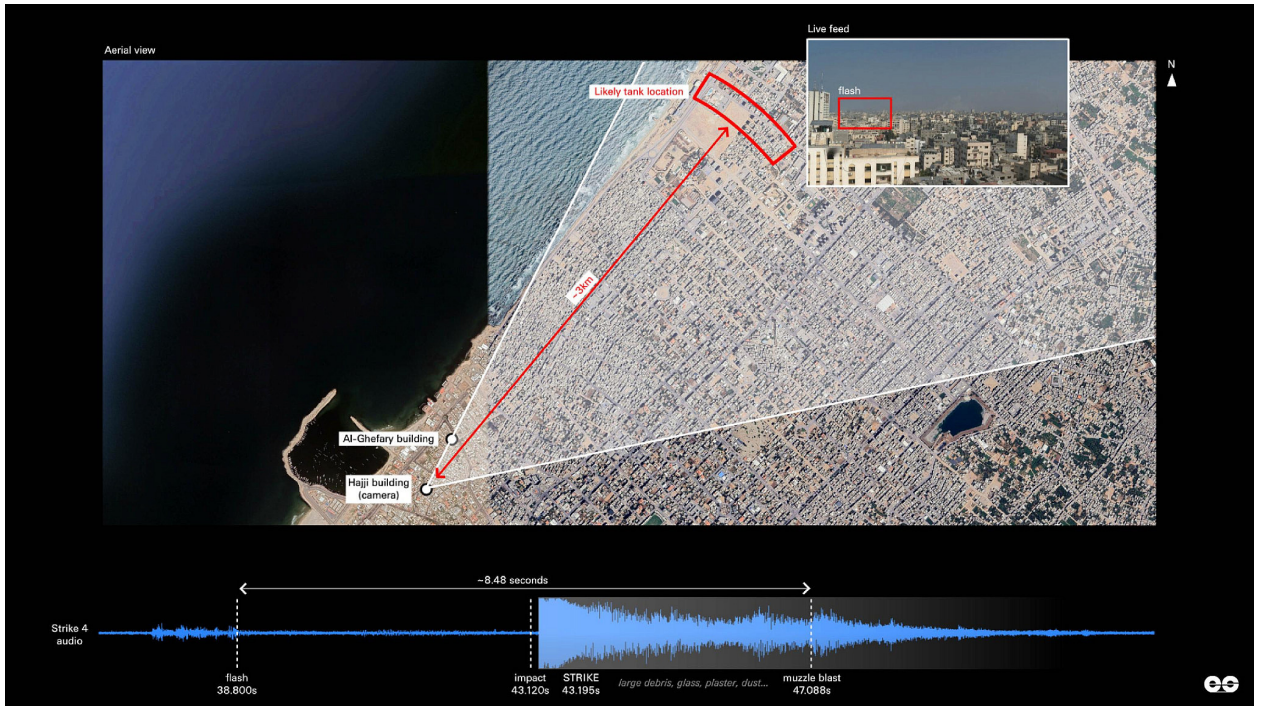 Live feed
Aerial view
N
flash
Likely tank location
~3km
Al-Ghefary building
Hajji building
(camera)
~8.48 seconds
Strike 4
audio
flash
38.800s
impact
43.120s
STRIKE
43.195s
large debris, glass, plaster, dust...
muzzle blast
47.088s